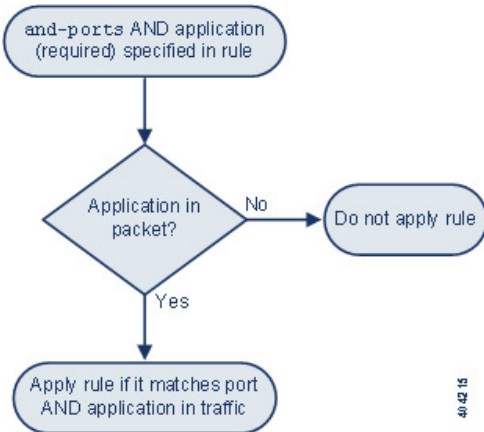 and-ports AND application
(required) specified in rule
Application in
packet?
No
Do not apply rule
Yes
Apply rule if it matches port
AND application in traffic
404215